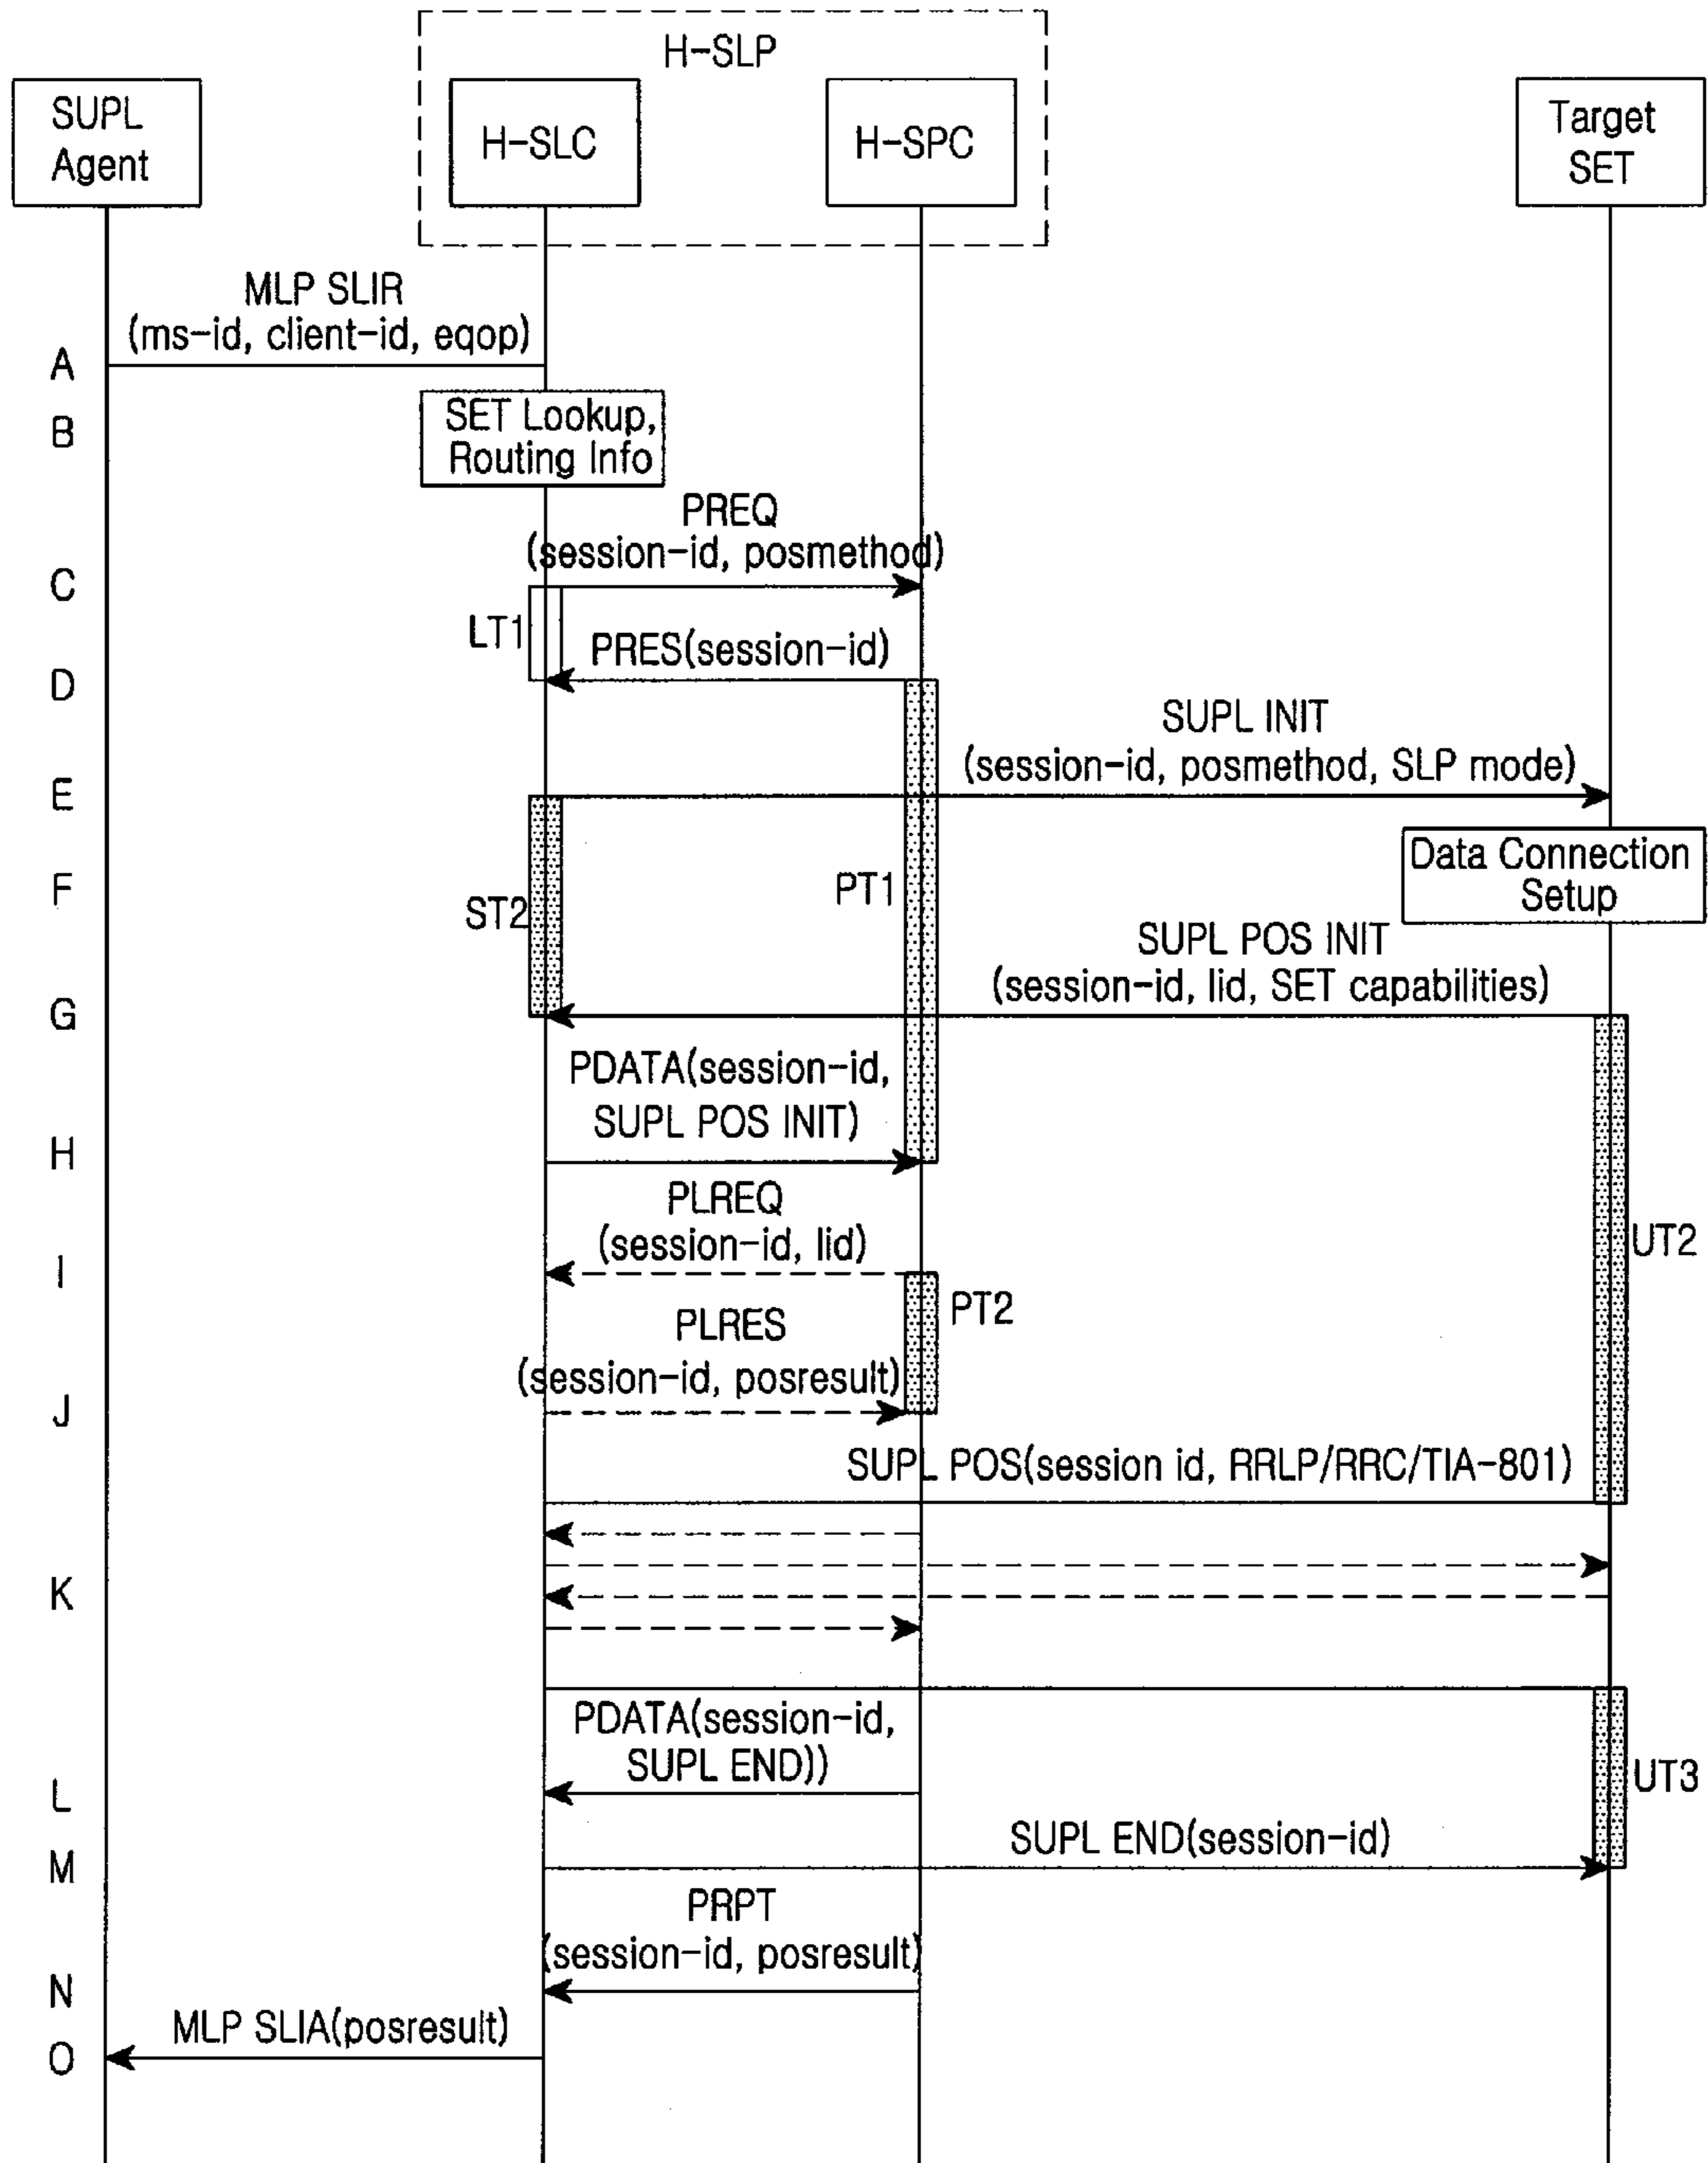 H-SLP
SUPL
Agent
H-SLC
H-SPC
Target
SET
MLP SLIR
(ms-id, client-id, eqop)
A
SET Lookup,
Routing Info
B
PREQ
(session-id, posmethod)
C
LT1
PRES(session-id)
D
SUPL INIT
(session-id, posmethod, SLP mode)
E
Data Connection
Setup
F
ST2
PT1
SUPL POS INIT
(session-id, lid, SET capabilities)
G
PDATA(session-id,
SUPL POS INIT)
H
PLREQ
(session-id, lid)
UT2
I
PT2
PLRES
(session-id, posresult)
J
SUPL POS(session id, RRLP/RRC/TIA-801)
K
PDATA(session-id,
SUPL END))
UT3
L
SUPL END(session-id)
M
PRPT
(session-id, posresult)
N
MLP SLIA(posresult)
O